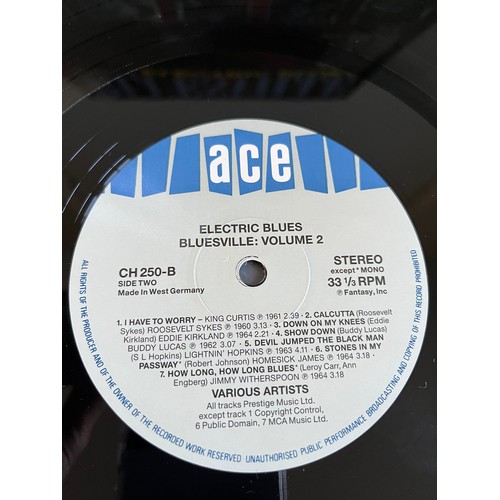 ace
ELECTRIC BLUES
BLUESVILLE: VOLUME 2
CH 250-B
SIDE TWO
Made in West Germany
STEREO
except * MONO
33 1/3 RPM
℗ Fantasy, Inc
1. I HAVE TO WORRY – KING CURTIS ℗ 1961 2.39 · 2. CALCUTTA (Roosevelt
Sykes) ROOSEVELT SYKES ℗ 1960 3.13 · 3. DOWN ON MY KNEES (Eddie
Kirkland) EDDIE KIRKLAND ℗ 1964 2.21 · 4. SHOW DOWN (Buddy Lucas)
BUDDY LUCAS ℗ 1962 3.07 · 5. DEVIL JUMPED THE BLACK MAN
(S L Hopkins) LIGHTNIN' HOPKINS ℗ 1963 4.11 · 6. STONES IN MY
PASSWAY* (Robert Johnson) HOMESICK JAMES ℗ 1964 3.18 ·
7. HOW LONG, HOW LONG BLUES* (Leroy Carr, Ann
Engberg) JIMMY WITHERSPOON ℗ 1964 3.18
VARIOUS ARTISTS
All tracks Prestige Music Ltd.
except track 1 Copyright Control,
6 Public Domain, 7 MCA Music Ltd.
ALL RIGHTS OF THE PRODUCER AND OF THE OWNER OF THE RECORDED WORK RESERVED UNAUTHORISED PUBLIC PERFORMANCE BROADCASTING AND COPYING OF THIS RECORD PROHIBITED